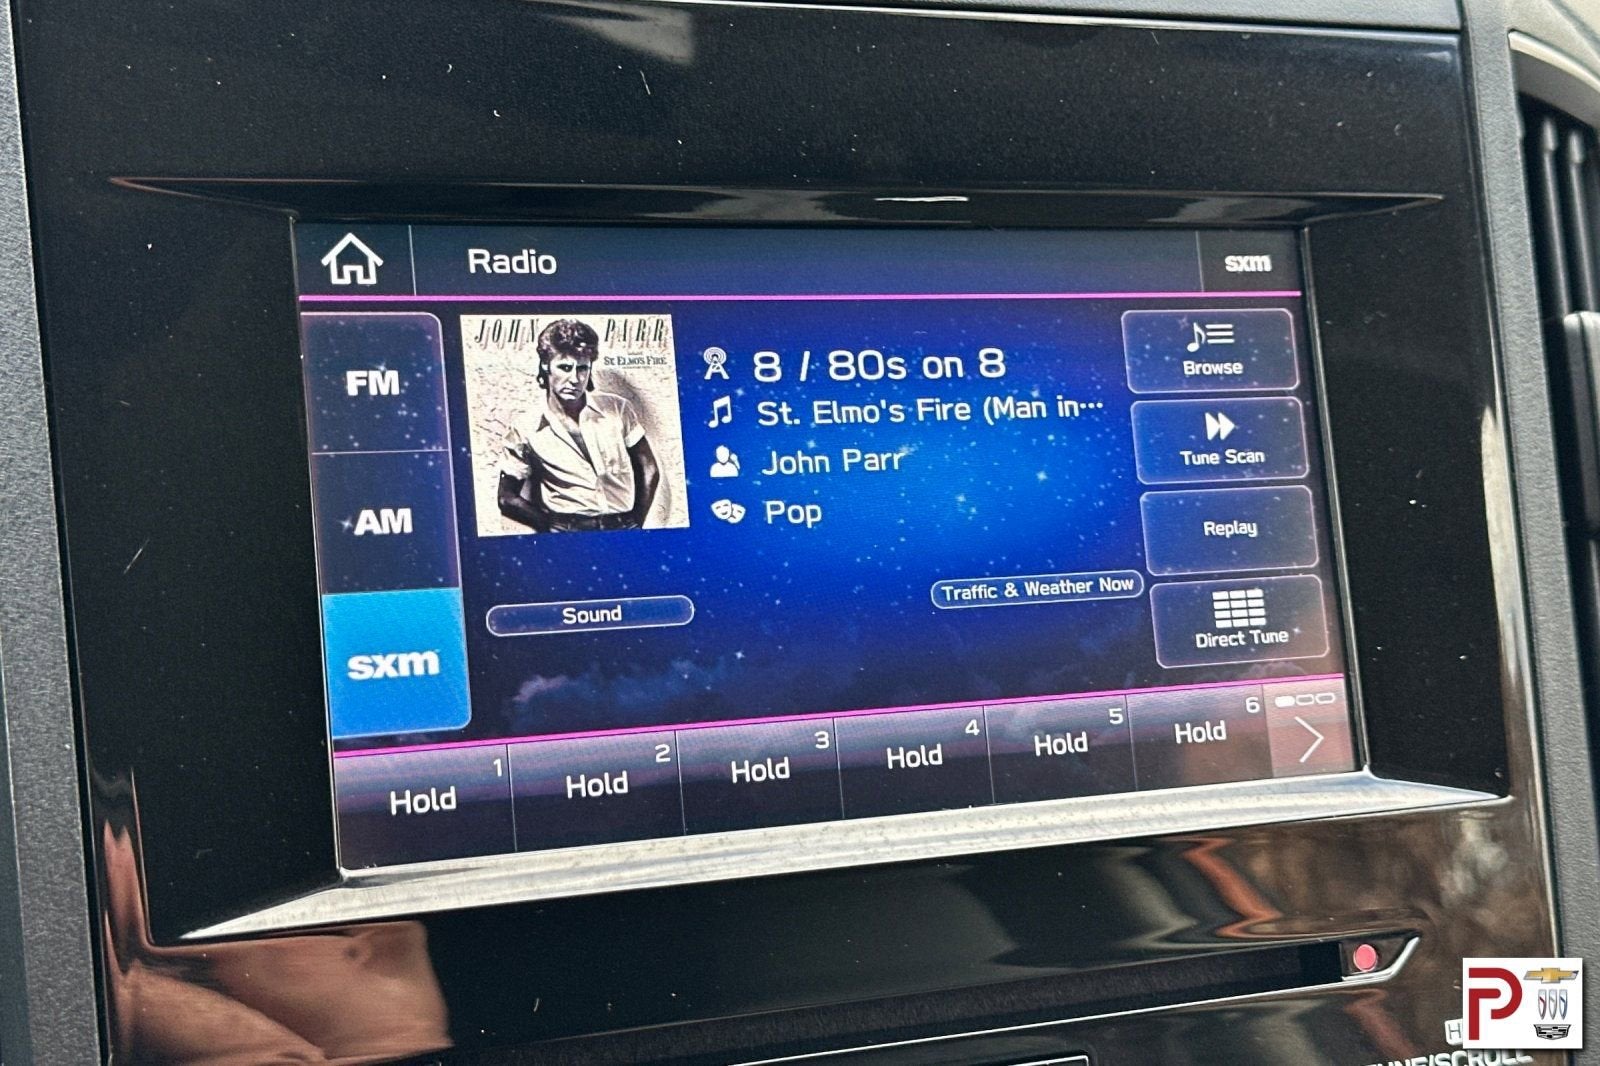 Radio
sxm
FM
AM
sxm
JOHN PARR
ST. ELMO'S FIRE
8 / 80s on 8
St. Elmo's Fire (Man in···
John Parr
Pop
Sound
Traffic & Weather Now
Browse
Tune Scan
Replay
Direct Tune
1
Hold
2
Hold
3
Hold
4
Hold
5
Hold
6
Hold
P
TUNE/SCROLL